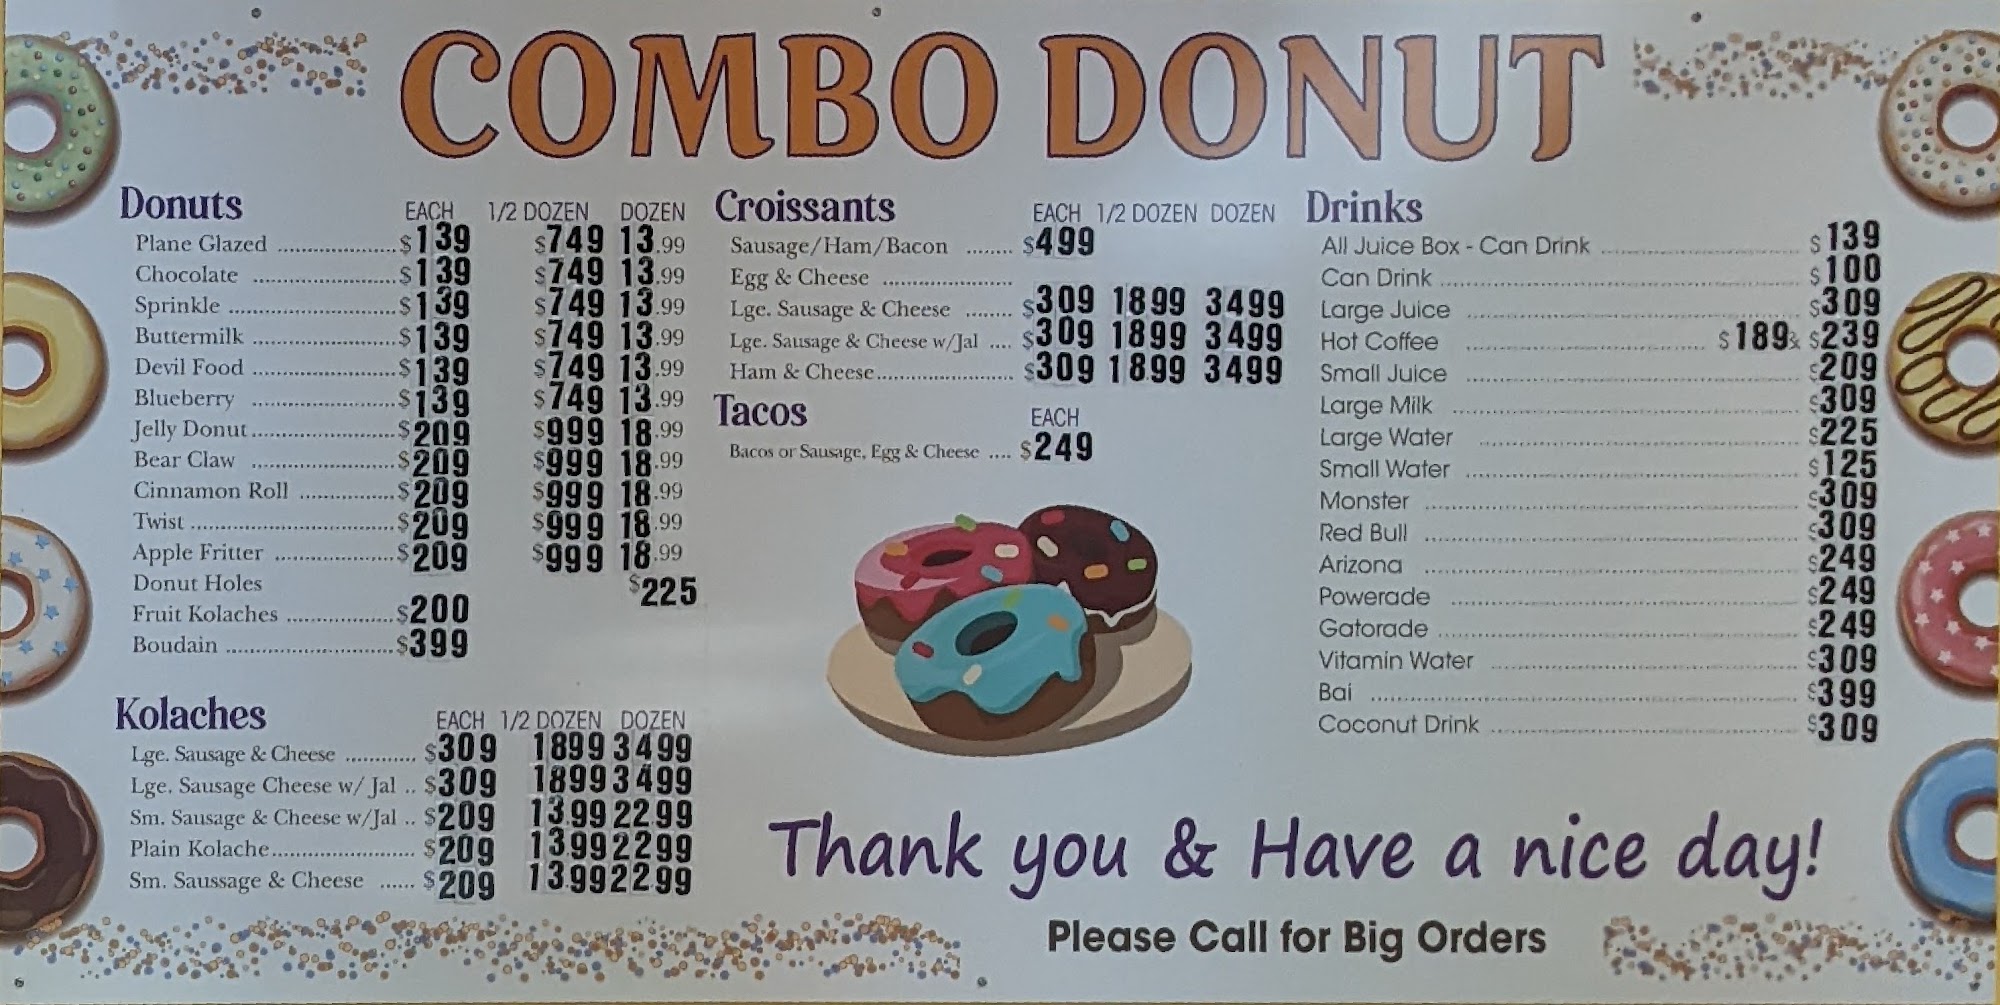 COMBO DONUT
Donuts EACH 1/2 DOZEN DOZEN
Plane Glazed .................... $139 $749 13.99
Chocolate ........................ $139 $749 13.99
Sprinkle ............................ $139 $749 13.99
Buttermilk ........................ $139 $749 13.99
Devil Food ........................ $139 $749 13.99
Blueberry ........................ $139 $749 13.99
Jelly Donut ........................ $209 $999 18.99
Bear Claw ........................ $209 $999 18.99
Cinnamon Roll ................ $209 $999 18.99
Twist ................................... $209 $999 18.99
Apple Fritter .................... $209 $999 18.99
Donut Holes $225
Fruit Kolaches .................. $200
Boudain ............................ $399
Kolaches EACH 1/2 DOZEN DOZEN
Lge. Sausage & Cheese ............ $309 1899 3499
Lge. Sausage Cheese w/ Jal .. $309 1899 3499
Sm. Sausage & Cheese w/Jal .. $209 13.99 2299
Plain Kolache........................ $209 1399 2299
Sm. Saussage & Cheese ...... $209 13.99 22.99
Croissants EACH 1/2 DOZEN DOZEN
Sausage/Ham/Bacon ........ $499
Egg & Cheese ......................
Lge. Sausage & Cheese ........ $309 1899 3499
Lge. Sausage & Cheese w/Jal .... $309 1899 3499
Ham & Cheese....................... $309 18.99 3499
Tacos EACH
Bacos or Sausage, Egg & Cheese .... $249
Drinks
All Juice Box - Can Drink .................... $139
Can Drink .................... $100
Large Juice .................... $309
Hot Coffee .................... $189 & $239
Small Juice .................... $209
Large Milk .................... $309
Large Water .................... $225
Small Water .................... $125
Monster .................... $309
Red Bull .................... $309
Arizona .................... $249
Powerade .................... $249
Gatorade .................... $249
Vitamin Water .................... $309
Bai .................... $399
Coconut Drink .................... $309
Thank you & Have a nice day!
Please Call for Big Orders